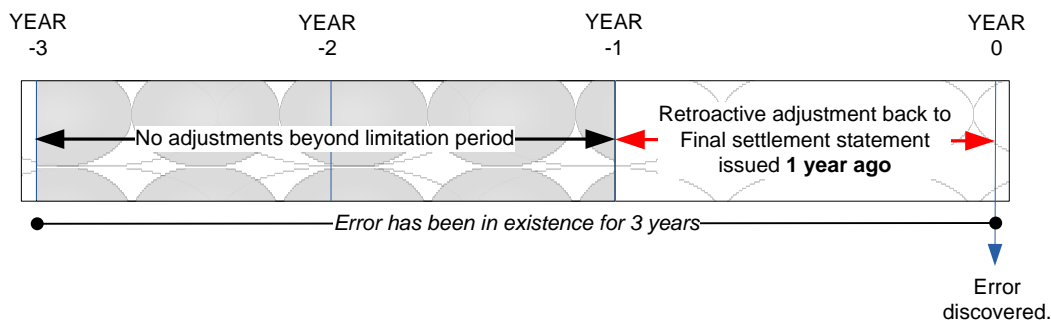 YEAR
-3
YEAR
-2
YEAR
-1
YEAR
0
No adjustments beyond limitation period
Retroactive adjustment back to
Final settlement statement
issued 1 year ago
Error has been in existence for 3 years
Error
discovered.